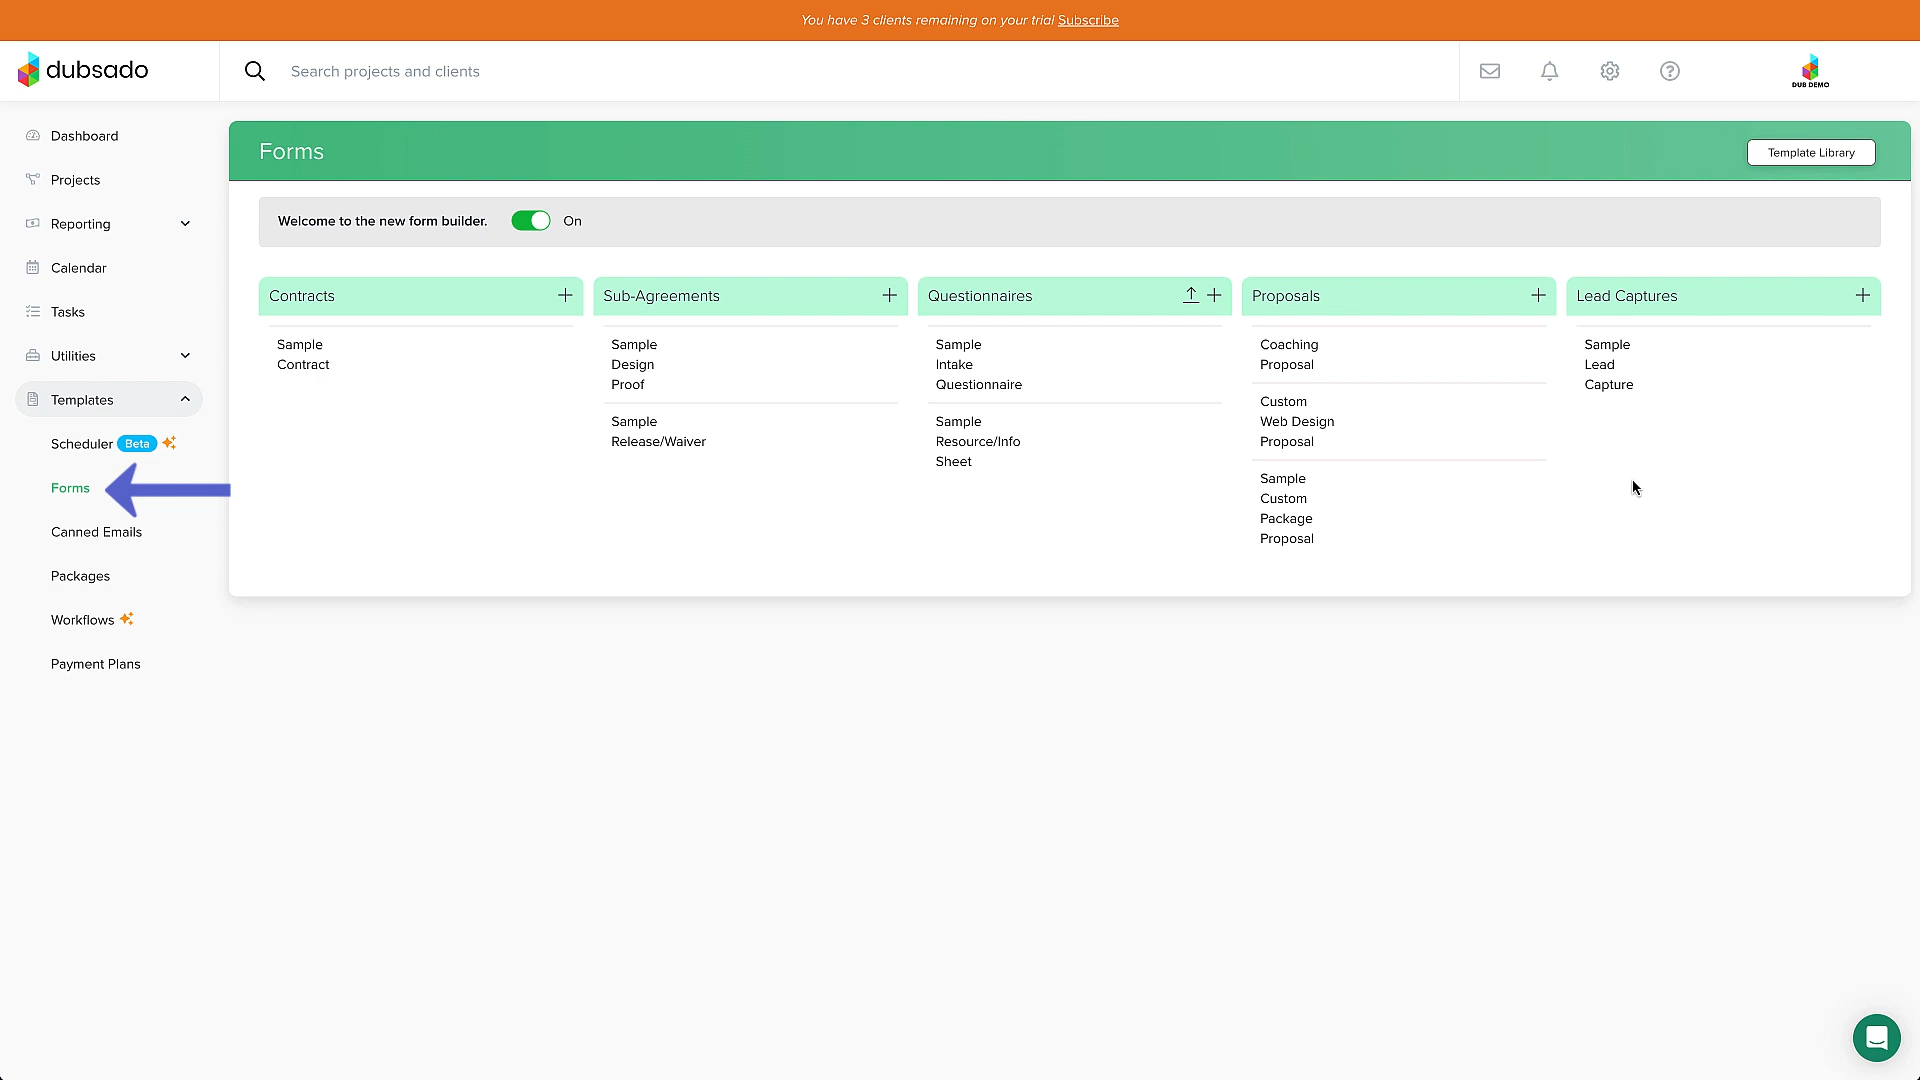 You have 3 clients remaining on your trial Subscribe
dubsado
Search projects and clients
DUB DEMO
Dashboard
Projects
Reporting
Calendar
Tasks
Utilities
Templates
Scheduler Beta
Forms
Canned Emails
Packages
Workflows
Payment Plans
Forms
Template Library
Welcome to the new form builder. On
Contracts
Sample
Contract
Sub-Agreements
Sample
Design
Proof
Sample
Release/Waiver
Questionnaires
Sample
Intake
Questionnaire
Sample
Resource/Info
Sheet
Proposals
Coaching
Proposal
Custom
Web Design
Proposal
Sample
Custom
Package
Proposal
Lead Captures
Sample
Lead
Capture